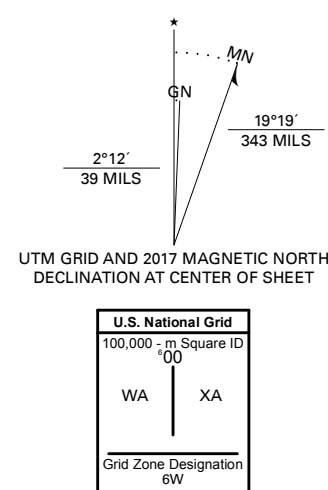 ★
MN
GN
19°19´
343 MILS
2°12´
39 MILS
UTM GRID AND 2017 MAGNETIC NORTH
DECLINATION AT CENTER OF SHEET
U.S. National Grid
100,000 - m Square ID
⁶00
WA XA
Grid Zone Designation
6W